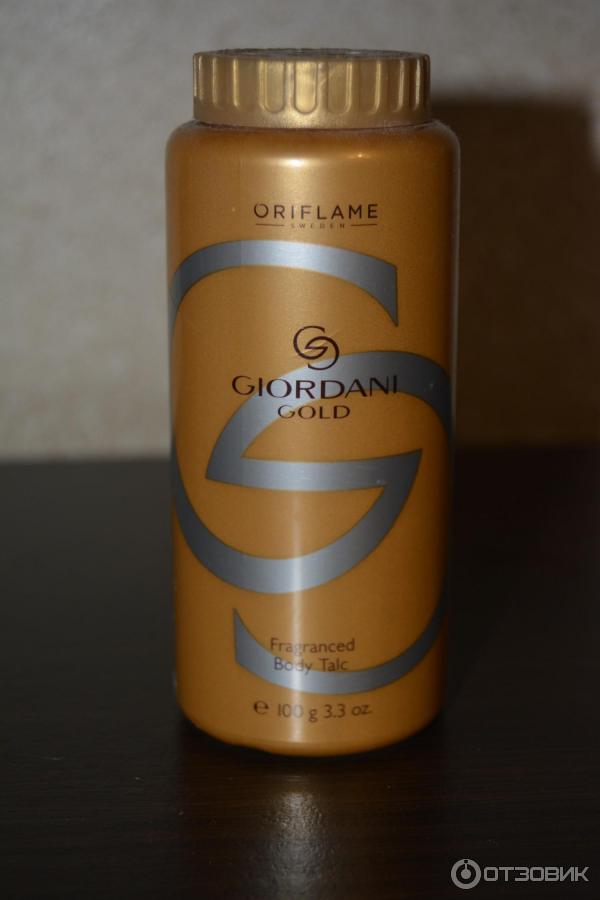 ORIFLAME
SWEDEN
GIORDANI
GOLD
Fragranced
Body Talc
℮ 100 g 3.3 oz.
ОТЗОВИК